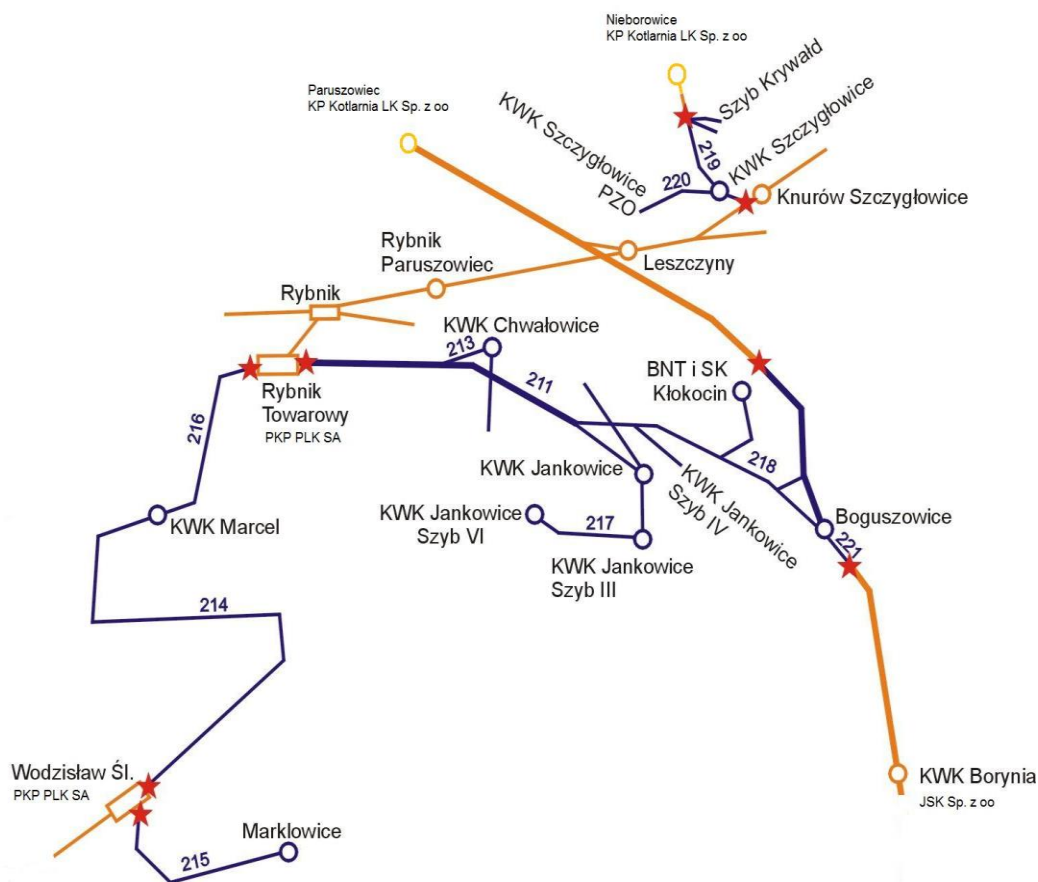 Nieborowice
KP Kotlarnia LK Sp. z oo
Paruszowiec
KP Kotlarnia LK Sp. z oo
Szyb Krywałd
KWK Szczygłowice
KWK Szczygłowice
PZO
219
220
Knurów Szczygłowice
Rybnik
Paruszowiec
Leszczyny
Rybnik
KWK Chwałowice
213
BNT i SK
Kłokocin
211
Rybnik
Towarowy
PKP PLK SA
216
218
KWK Jankowice
KWK Jankowice
Szyb IV
KWK Jankowice
Szyb VI
217
KWK Jankowice
Szyb III
Boguszowice
221
KWK Marcel
214
Wodzisław Śl.
PKP PLK SA
KWK Borynia
JSK Sp. z oo
Marklowice
215